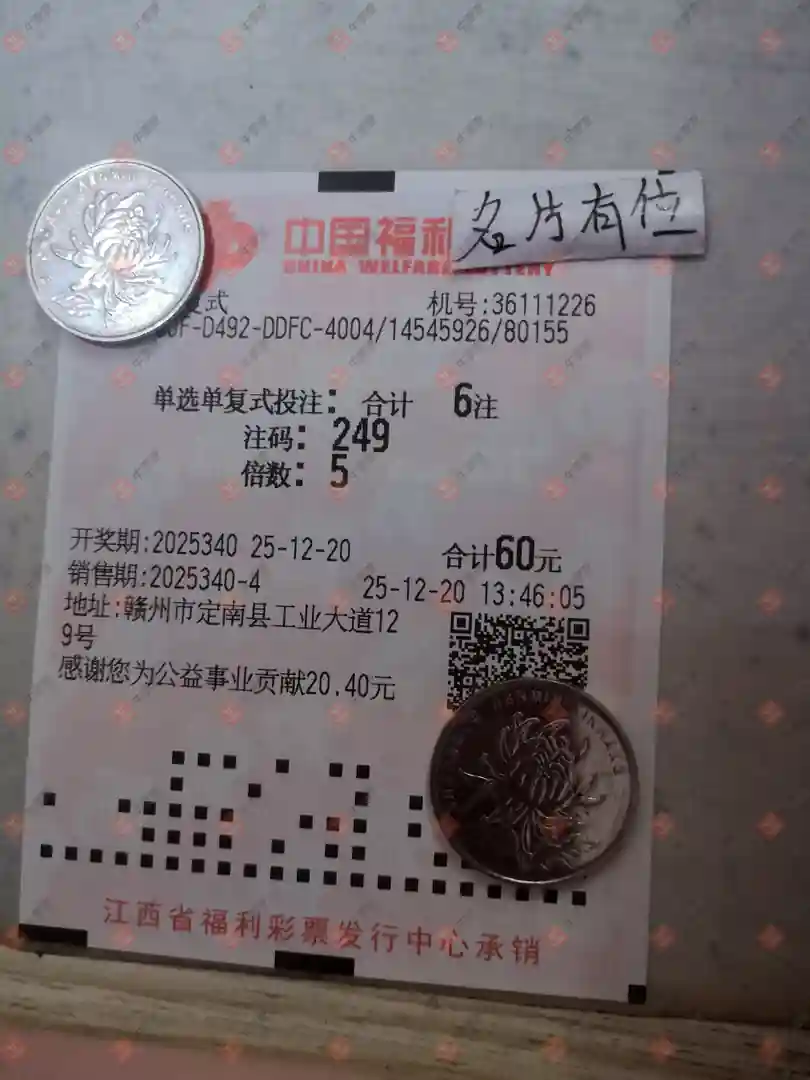 中国福利
名片有位
CHINA WELFARE LOTTERY
复式 机号:36111226
0F-D492-DDFC-4004/14545926/80155
单选单复式投注: 合计 6注
注码: 249
倍数: 5
开奖期:2025340 25-12-20 合计60元
销售期:2025340-4 25-12-20 13:46:05
地址:赣州市定南县工业大道12
9号
感谢您为公益事业贡献20.40元
江西省福利彩票发行中心承销